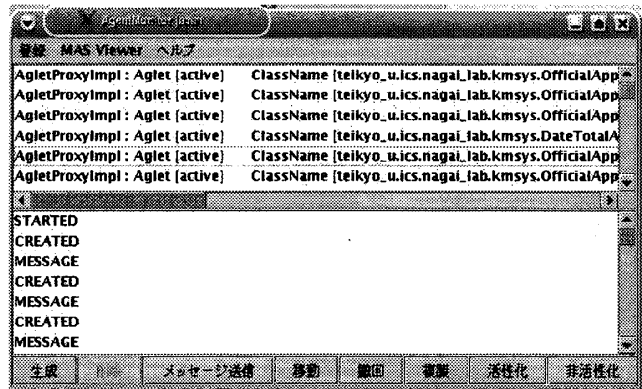 AgentMonitor
登録 MAS Viewer ヘルプ
AgletProxyImpl : Aglet [active] ClassName [teikyo_u.ics.nagai_lab.kmsys.OfficialApp
AgletProxyImpl : Aglet [active] ClassName [teikyo_u.ics.nagai_lab.kmsys.OfficialApp
AgletProxyImpl : Aglet [active] ClassName [teikyo_u.ics.nagai_lab.kmsys.OfficialApp
AgletProxyImpl : Aglet [active] ClassName [teikyo_u.ics.nagai_lab.kmsys.DateTotalA
AgletProxyImpl : Aglet [active] ClassName [teikyo_u.ics.nagai_lab.kmsys.OfficialApp
AgletProxyImpl : Aglet [active] ClassName [teikyo_u.ics.nagai_lab.kmsys.OfficialApp
STARTED
CREATED
MESSAGE
CREATED
MESSAGE
CREATED
MESSAGE
生成 メッセージ送信 移動 撤回 複製 活性化 非活性化